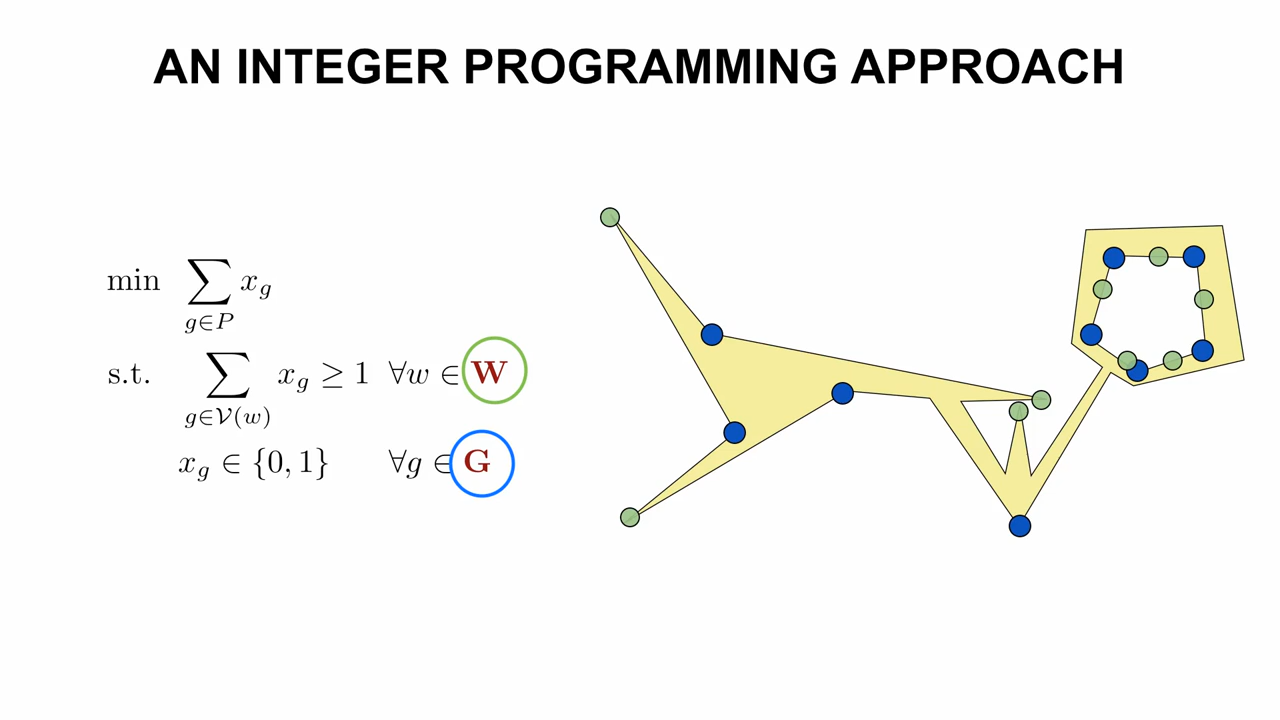 AN INTEGER PROGRAMMING APPROACH
min ∑_{g∈P} x_g
s.t. ∑_{g∈𝒱(w)} x_g ≥ 1 ∀w ∈ W
x_g ∈ {0, 1} ∀g ∈ G